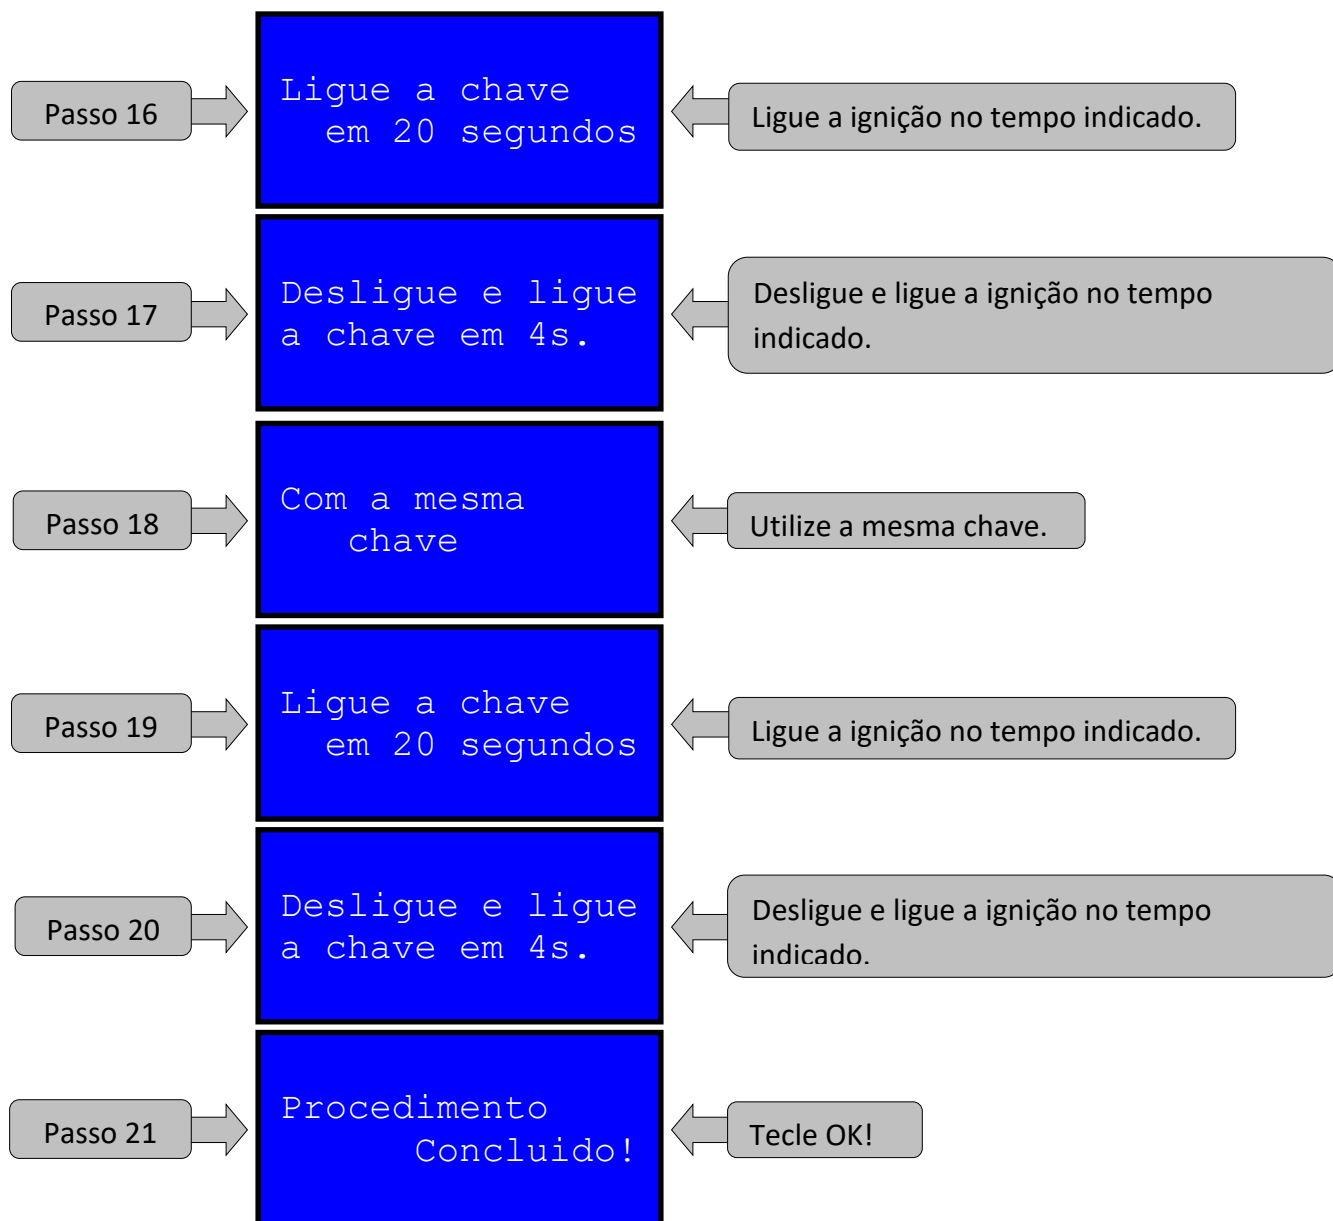 Passo 16
Ligue a chave
em 20 segundos
Ligue a ignição no tempo indicado.
Passo 17
Desligue e ligue
a chave em 4s.
Desligue e ligue a ignição no tempo
indicado.
Passo 18
Com a mesma
chave
Utilize a mesma chave.
Passo 19
Ligue a chave
em 20 segundos
Ligue a ignição no tempo indicado.
Passo 20
Desligue e ligue
a chave em 4s.
Desligue e ligue a ignição no tempo
indicado.
Passo 21
Procedimento
Concluido!
Tecle OK!